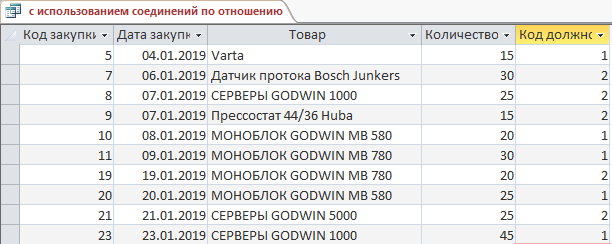 с использованием соединений по отношению
Код закупки Дата закупк Товар Количество Код должно
5 04.01.2019 Varta 15 1
7 06.01.2019 Датчик протока Bosch Junkers 30 2
8 07.01.2019 СЕРВЕРЫ GODWIN 1000 25 2
9 07.01.2019 Прессостат 44/36 Huba 15 2
10 08.01.2019 МОНОБЛОК GODWIN MB 580 20 1
11 09.01.2019 МОНОБЛОК GODWIN MB 780 30 1
19 19.01.2019 МОНОБЛОК GODWIN MB 780 20 2
20 20.01.2019 МОНОБЛОК GODWIN MB 580 25 1
21 21.01.2019 СЕРВЕРЫ GODWIN 5000 25 2
23 23.01.2019 СЕРВЕРЫ GODWIN 1000 45 1